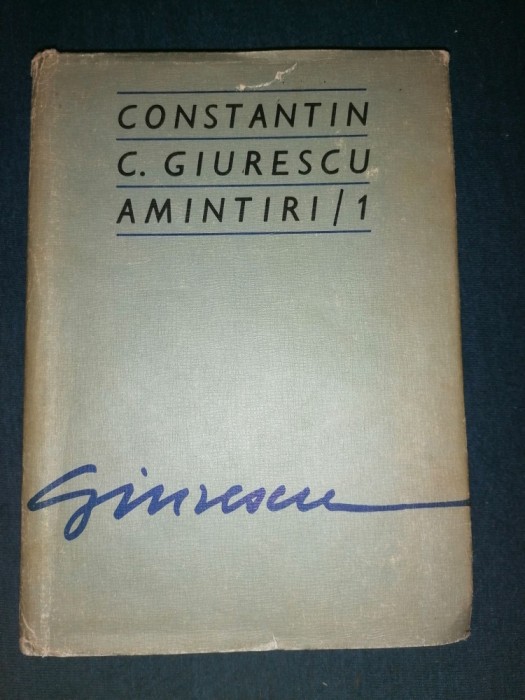 CONSTANTIN
C. GIURESCU
AMINTIRI/1
Giurescu